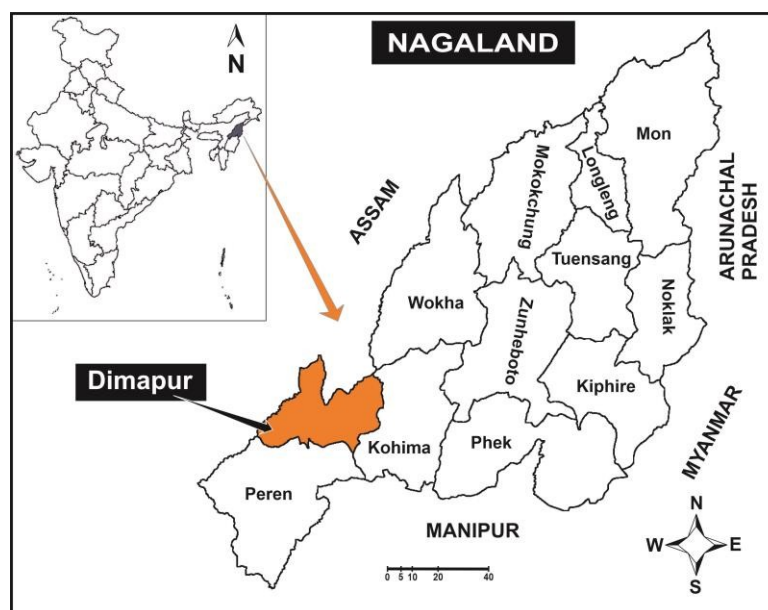 N
NAGALAND
Mon
Longleng
Mokokchung
ASSAM
ARUNACHAL
PRADESH
Tuensang
Wokha
Noklak
Zunheboto
Dimapur
Kiphire
Kohima
Phek
MYANMAR
Peren
MANIPUR
N
W E
S
0 5 10 20 40